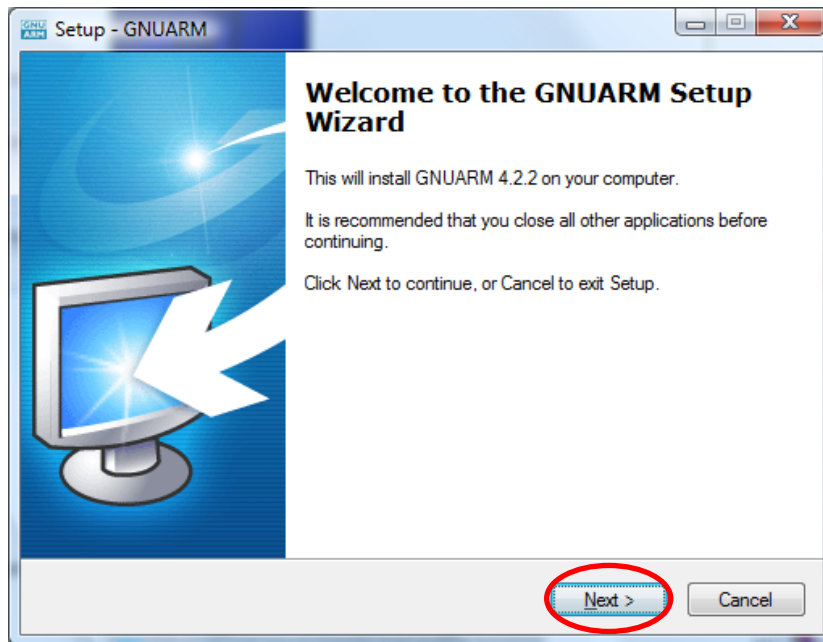 GNU
ARM
Setup - GNUARM
Welcome to the GNUARM Setup
Wizard
This will install GNUARM 4.2.2 on your computer.
It is recommended that you close all other applications before
continuing.
Click Next to continue, or Cancel to exit Setup.
Next >
Cancel